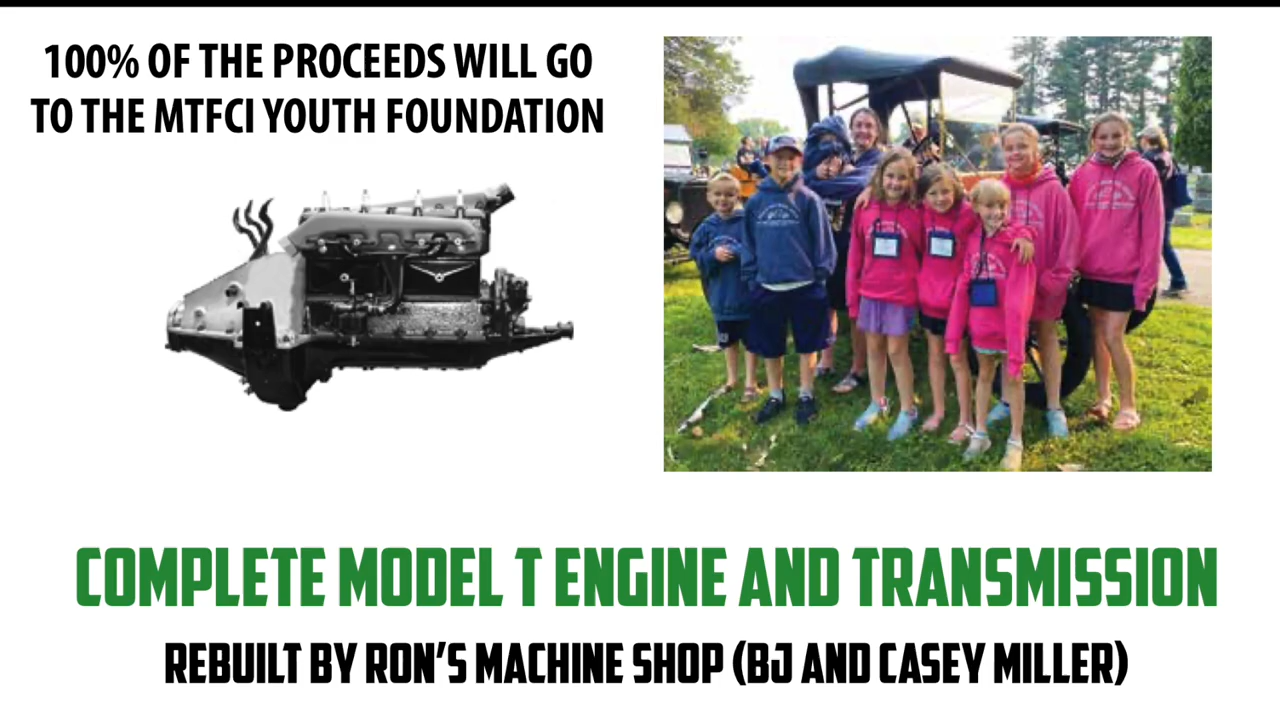 100% OF THE PROCEEDS WILL GO
TO THE MTFCI YOUTH FOUNDATION
COMPLETE MODEL T ENGINE AND TRANSMISSION
REBUILT BY RON'S MACHINE SHOP (BJ AND CASEY MILLER)